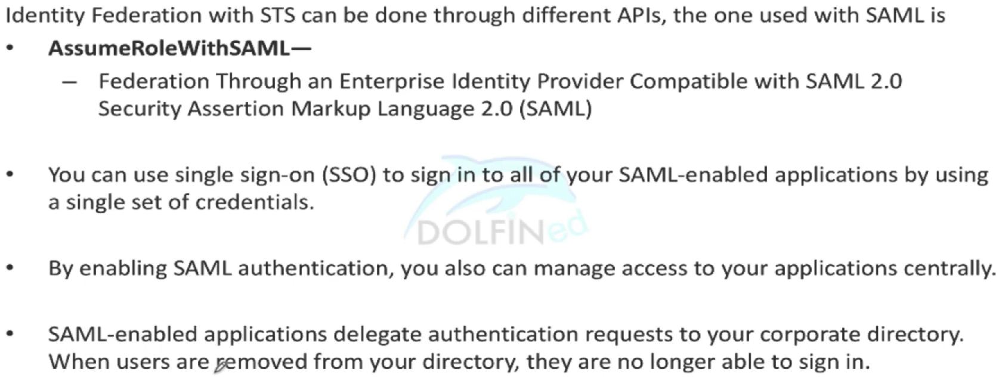 Identity Federation with STS can be done through different APIs, the one used with SAML is
• AssumeRoleWithSAML—
– Federation Through an Enterprise Identity Provider Compatible with SAML 2.0
Security Assertion Markup Language 2.0 (SAML)
• You can use single sign-on (SSO) to sign in to all of your SAML-enabled applications by using
a single set of credentials.
DOLFINed
• By enabling SAML authentication, you also can manage access to your applications centrally.
• SAML-enabled applications delegate authentication requests to your corporate directory.
When users are removed from your directory, they are no longer able to sign in.